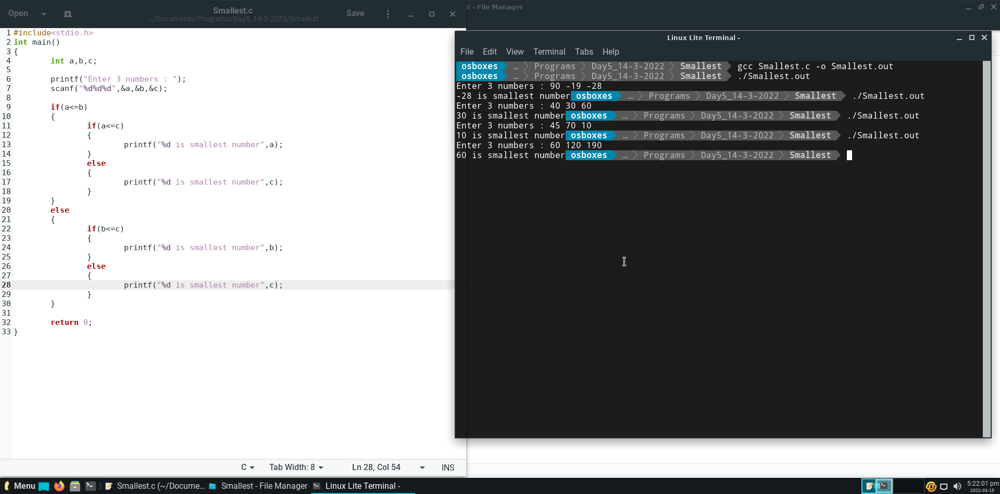 Open
Smallest.c
~/Documents/Programs/Day5_14-3-2022/Smallest
Save
1 #include<stdio.h>
2 int main()
3 {
4 int a,b,c;
5
6 printf("Enter 3 numbers : ");
7 scanf("%d%d%d",&a,&b,&c);
8
9 if(a<=b)
10 {
11 if(a<=c)
12 {
13 printf("%d is smallest number",a);
14 }
15 else
16 {
17 printf("%d is smallest number",c);
18 }
19 }
20 else
21 {
22 if(b<=c)
23 {
24 printf("%d is smallest number",b);
25 }
26 else
27 {
28 printf("%d is smallest number",c);
29 }
30 }
31
32 return 0;
33 }
C Tab Width: 8 Ln 28, Col 54 INS
t - File Manager
Linux Lite Terminal -
File Edit View Terminal Tabs Help
osboxes … Programs Day5_14-3-2022 Smallest gcc Smallest.c -o Smallest.out
osboxes … Programs Day5_14-3-2022 Smallest ./Smallest.out
Enter 3 numbers : 90 -19 -28
-28 is smallest number osboxes … Programs Day5_14-3-2022 Smallest ./Smallest.out
Enter 3 numbers : 40 30 60
30 is smallest number osboxes … Programs Day5_14-3-2022 Smallest ./Smallest.out
Enter 3 numbers : 45 70 10
10 is smallest number osboxes … Programs Day5_14-3-2022 Smallest ./Smallest.out
Enter 3 numbers : 60 120 190
60 is smallest number osboxes … Programs Day5_14-3-2022 Smallest
Menu Smallest.c (~/Docume... Smallest - File Manager Linux Lite Terminal - 5:22:01 pm
2022-03-15